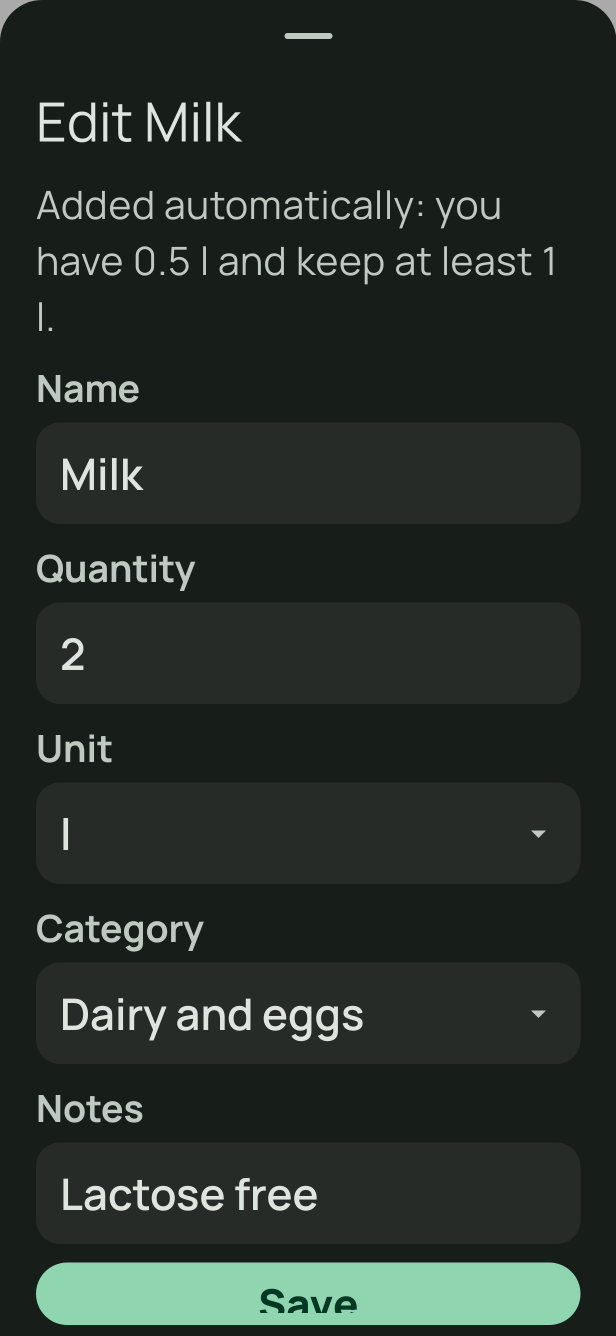 Edit Milk
Added automatically: you
have 0.5 l and keep at least 1
l.
Name
Milk
Quantity
2
Unit
l
Category
Dairy and eggs
Notes
Lactose free
Save